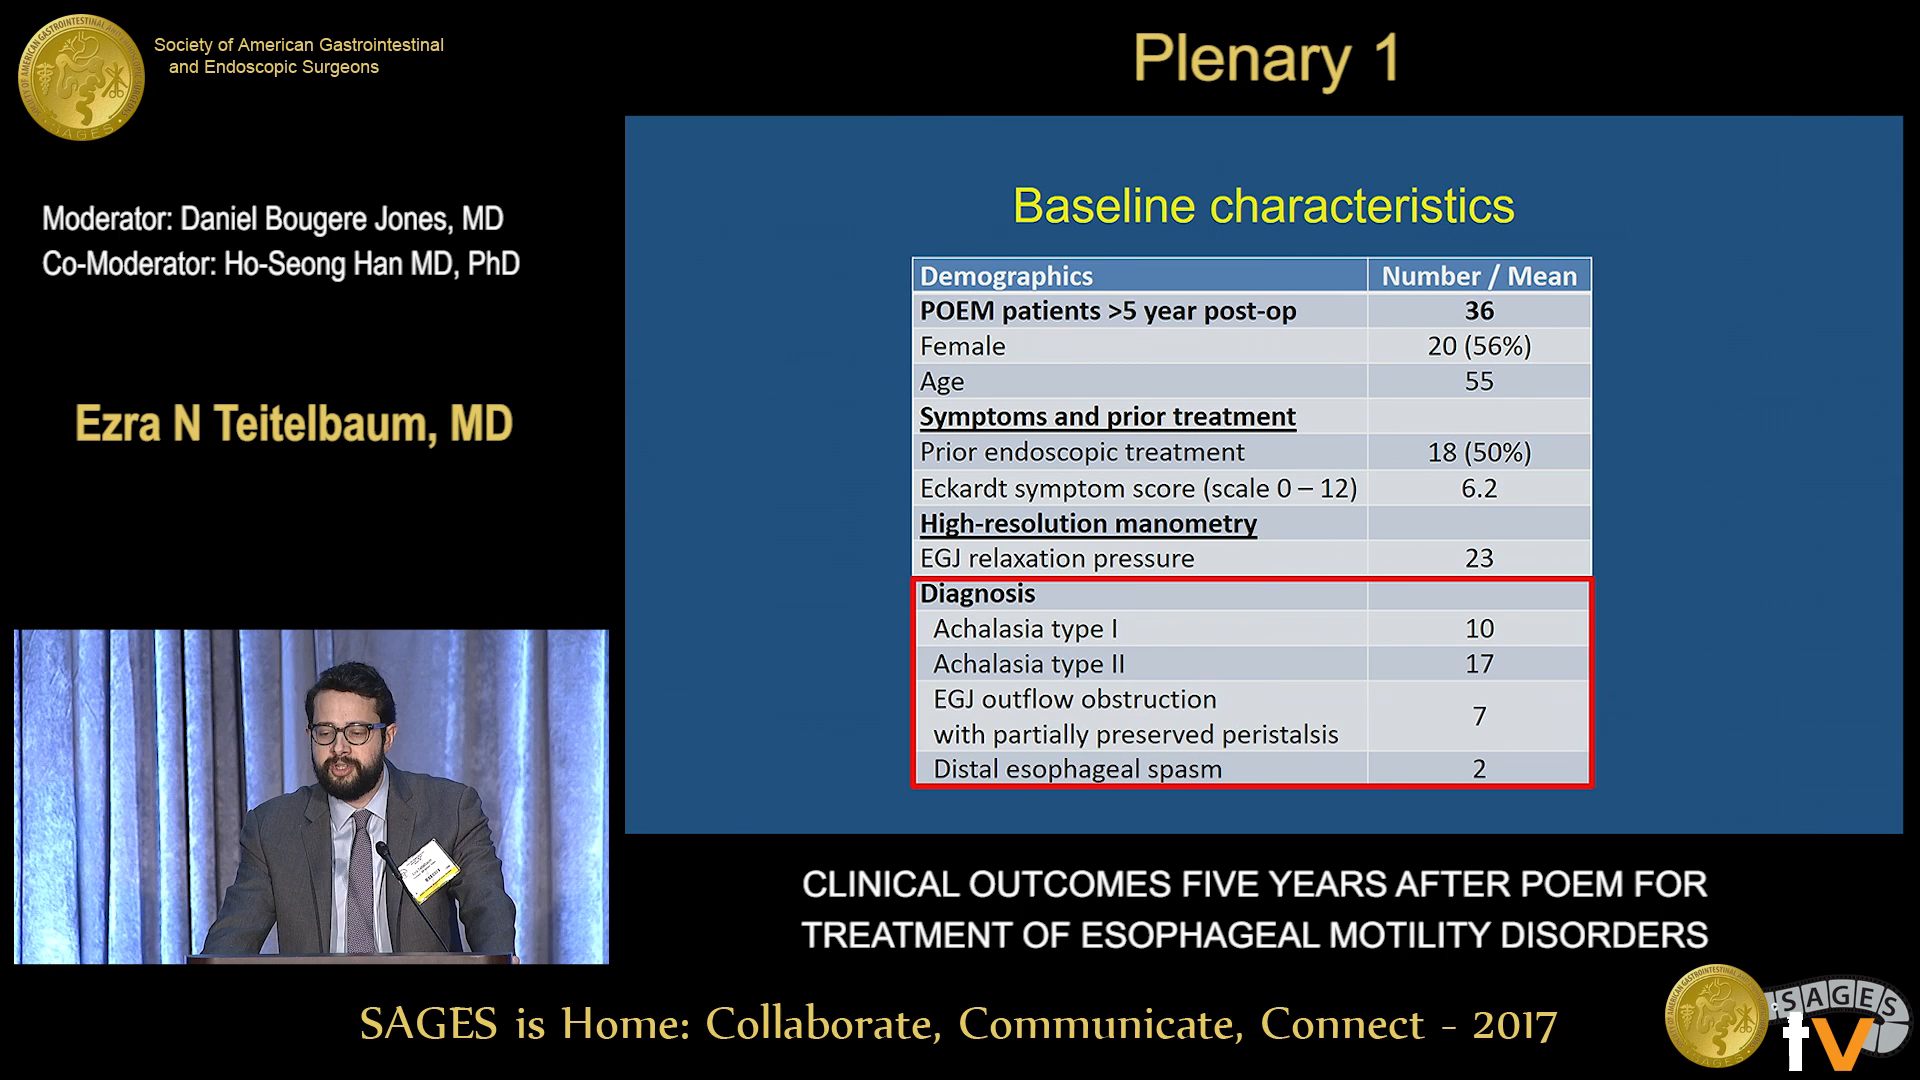 Society of American Gastrointestinal
and Endoscopic Surgeons
Plenary 1
Moderator: Daniel Bougere Jones, MD
Co-Moderator: Ho-Seong Han MD, PhD
Ezra N Teitelbaum, MD
Baseline characteristics
Demographics Number / Mean
POEM patients >5 year post-op 36
Female 20 (56%)
Age 55
Symptoms and prior treatment
Prior endoscopic treatment 18 (50%)
Eckardt symptom score (scale 0 – 12) 6.2
High-resolution manometry
EGJ relaxation pressure 23
Diagnosis
Achalasia type I 10
Achalasia type II 17
EGJ outflow obstruction
with partially preserved peristalsis 7
Distal esophageal spasm 2
CLINICAL OUTCOMES FIVE YEARS AFTER POEM FOR
TREATMENT OF ESOPHAGEAL MOTILITY DISORDERS
SAGES is Home: Collaborate, Communicate, Connect - 2017
SAGES
tv